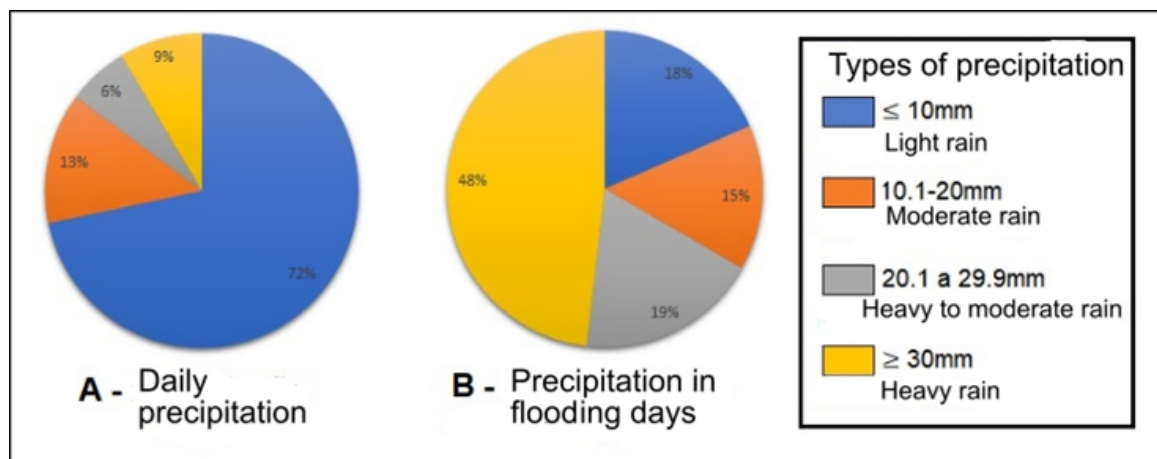 9%
6%
13%
72%
A - Daily
precipitation
18%
48%
15%
19%
B - Precipitation in
flooding days
Types of precipitation
≤ 10mm
Light rain
10.1-20mm
Moderate rain
20.1 a 29.9mm
Heavy to moderate rain
≥ 30mm
Heavy rain